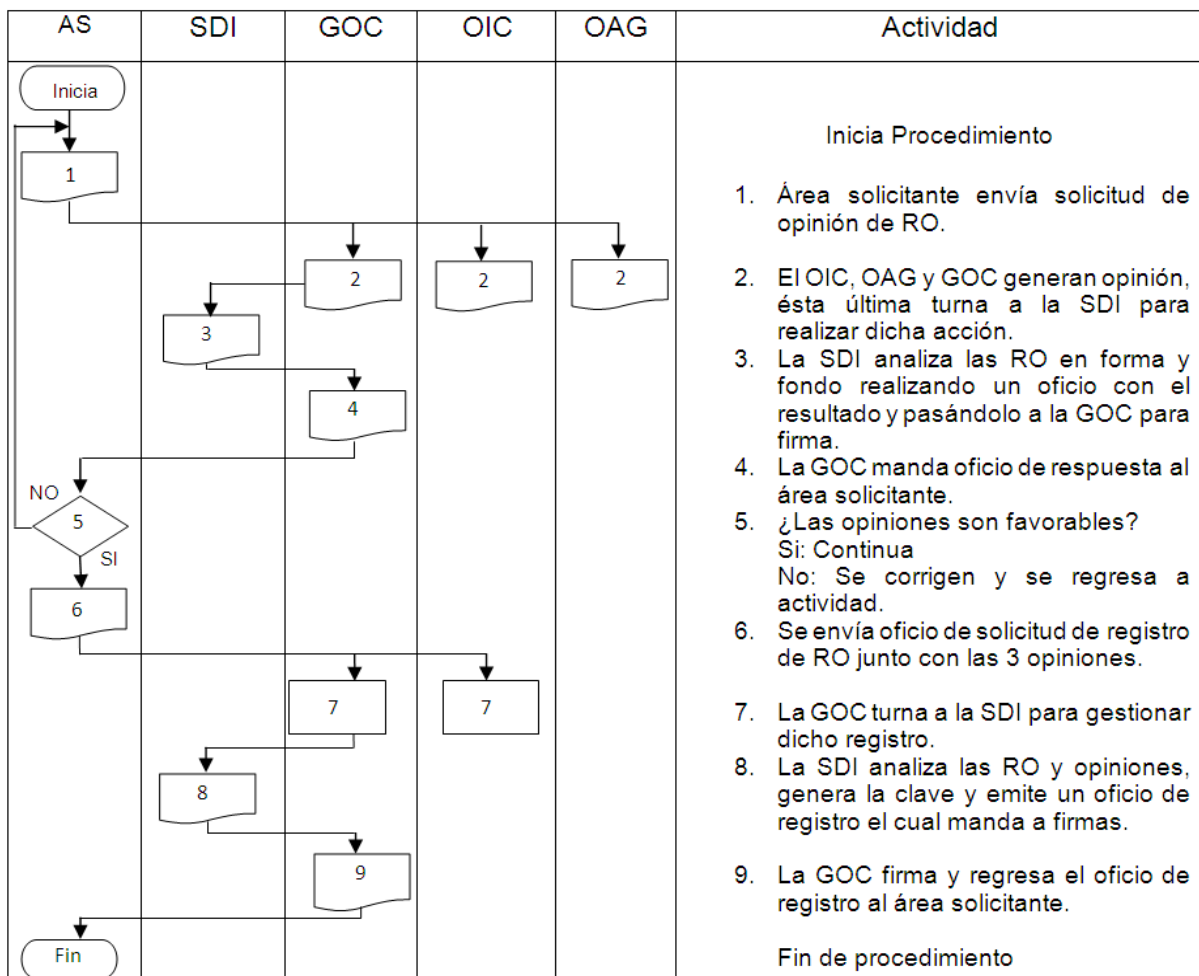 AS SDI GOC OIC OAG Actividad
Inicia
Inicia Procedimiento
1
1. Área solicitante envía solicitud de
opinión de RO.
2 2 2
2. El OIC, OAG y GOC generan opinión,
ésta última turna a la SDI para
realizar dicha acción.
3
3. La SDI analiza las RO en forma y
fondo realizando un oficio con el
resultado y pasándolo a la GOC para
firma.
4
4. La GOC manda oficio de respuesta al
área solicitante.
NO
5
SI
5. ¿Las opiniones son favorables?
Si: Continua
No: Se corrigen y se regresa a
actividad.
6
6. Se envía oficio de solicitud de registro
de RO junto con las 3 opiniones.
7 7
7. La GOC turna a la SDI para gestionar
dicho registro.
8
8. La SDI analiza las RO y opiniones,
genera la clave y emite un oficio de
registro el cual manda a firmas.
9
9. La GOC firma y regresa el oficio de
registro al área solicitante.
Fin
Fin de procedimiento